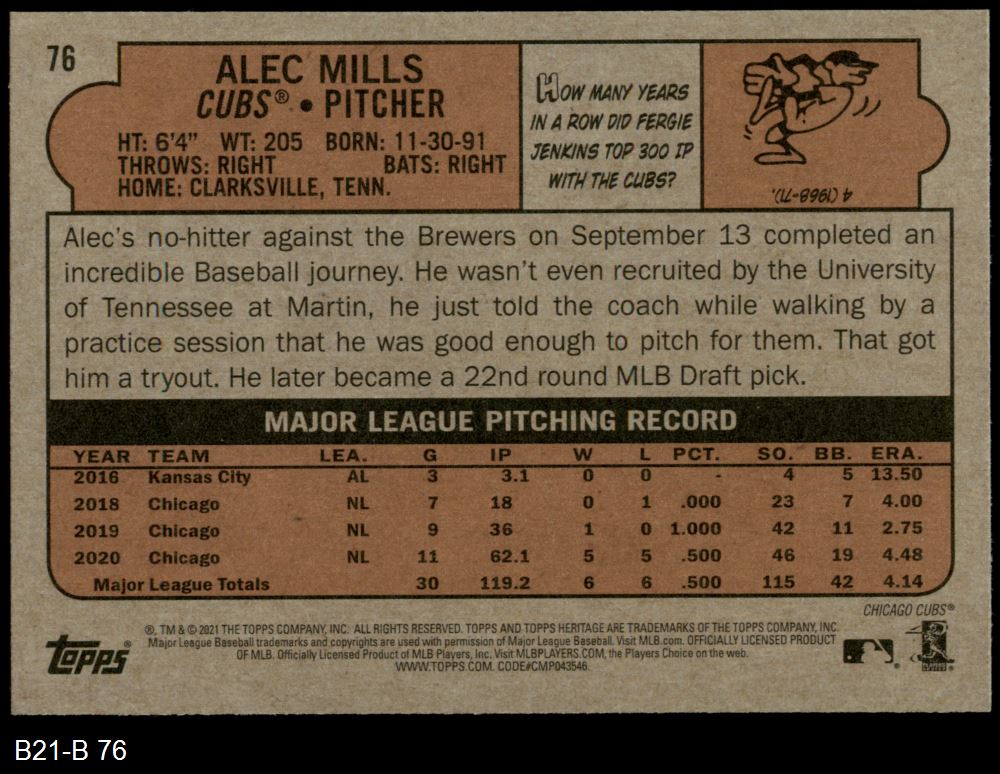 76
ALEC MILLS
CUBS® • PITCHER
HT: 6'4" WT: 205 BORN: 11-30-91
THROWS: RIGHT BATS: RIGHT
HOME: CLARKSVILLE, TENN.
HOW MANY YEARS
IN A ROW DID FERGIE
JENKINS TOP 300 IP
WITH THE CUBS?
4 (1968-71).
Alec's no-hitter against the Brewers on September 13 completed an
incredible Baseball journey. He wasn't even recruited by the University
of Tennessee at Martin, he just told the coach while walking by a
practice session that he was good enough to pitch for them. That got
him a tryout. He later became a 22nd round MLB Draft pick.
MAJOR LEAGUE PITCHING RECORD
YEAR TEAM LEA. G IP W L PCT. SO. BB. ERA.
2016 Kansas City AL 3 3.1 0 0 - 4 5 13.50
2018 Chicago NL 7 18 0 1 .000 23 7 4.00
2019 Chicago NL 9 36 1 0 1.000 42 11 2.75
2020 Chicago NL 11 62.1 5 5 .500 46 19 4.48
Major League Totals 30 119.2 6 6 .500 115 42 4.14
CHICAGO CUBS®
®, TM & © 2021 THE TOPPS COMPANY, INC. ALL RIGHTS RESERVED. TOPPS AND TOPPS HERITAGE ARE TRADEMARKS OF THE TOPPS COMPANY, INC.
Major League Baseball trademarks and copyrights are used with permission of Major League Baseball. Visit MLB.com. OFFICIALLY LICENSED PRODUCT
OF MLB. Officially Licensed Product of MLB Players, Inc. Visit MLBPLAYERS.COM, the Players Choice on the web.
WWW.TOPPS.COM. CODE#CMP043546
TOPPS®
B21-B 76